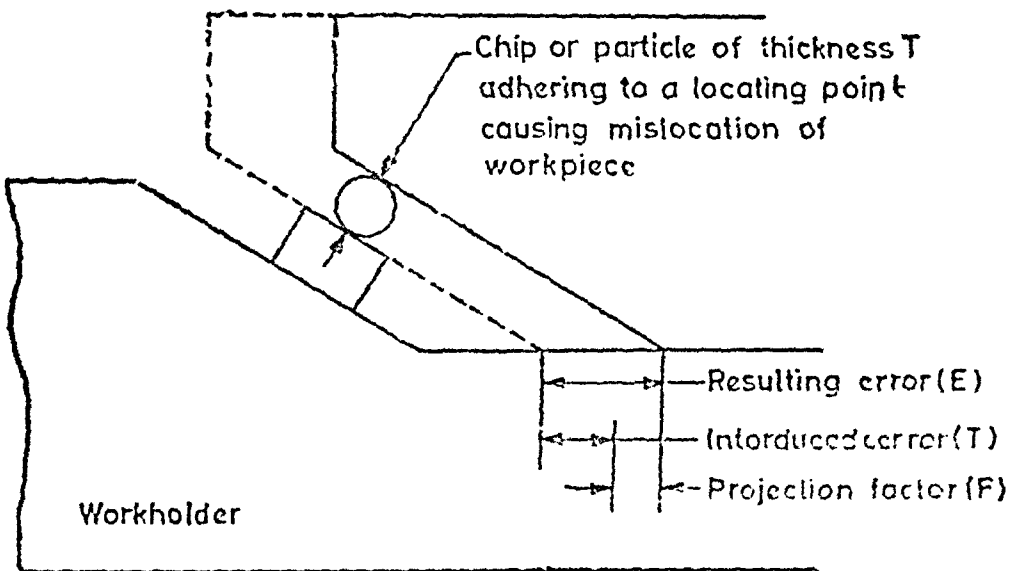 Chip or particle of thickness T
adhering to a locating point
causing mislocation of
workpiece
Resulting error (E)
Intorduced error (T)
Projection factor (F)
Workholder